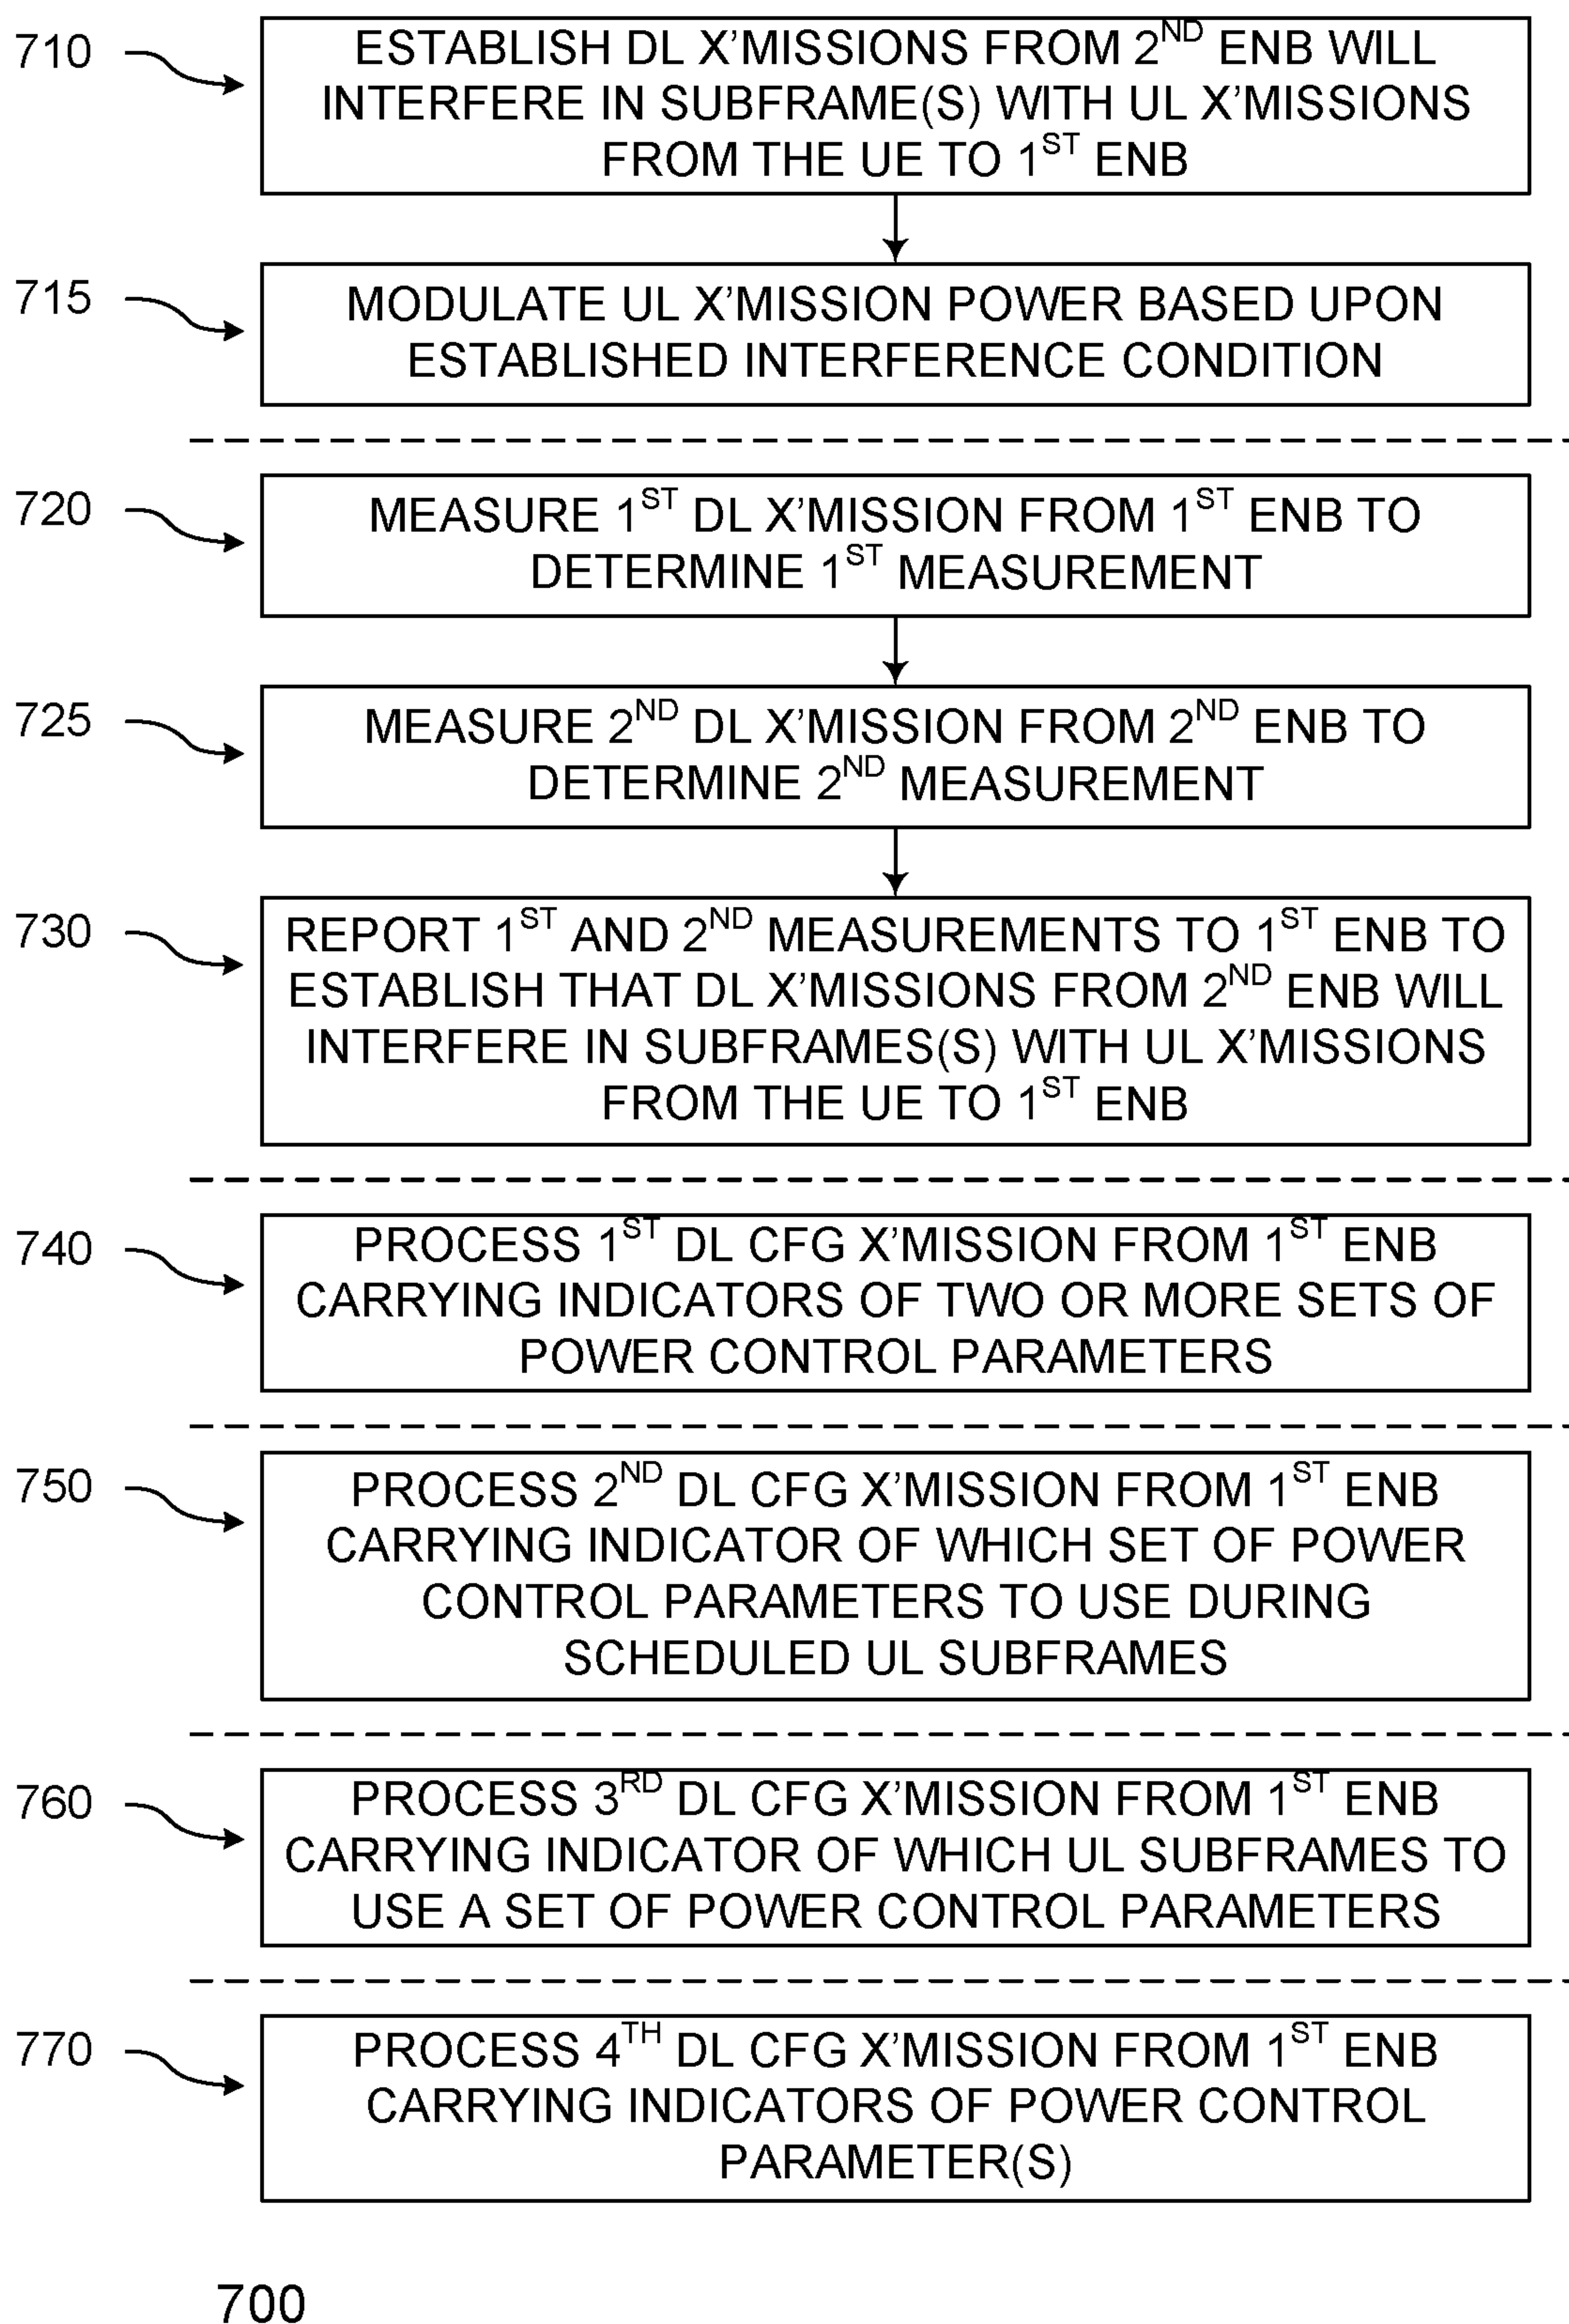 710
ESTABLISH DL X'MISSIONS FROM 2ND ENB WILL
INTERFERE IN SUBFRAME(S) WITH UL X'MISSIONS
FROM THE UE TO 1ST ENB
715
MODULATE UL X'MISSION POWER BASED UPON
ESTABLISHED INTERFERENCE CONDITION
720
MEASURE 1ST DL X'MISSION FROM 1ST ENB TO
DETERMINE 1ST MEASUREMENT
725
MEASURE 2ND DL X'MISSION FROM 2ND ENB TO
DETERMINE 2ND MEASUREMENT
730
REPORT 1ST AND 2ND MEASUREMENTS TO 1ST ENB TO
ESTABLISH THAT DL X'MISSIONS FROM 2ND ENB WILL
INTERFERE IN SUBFRAMES(S) WITH UL X'MISSIONS
FROM THE UE TO 1ST ENB
740
PROCESS 1ST DL CFG X'MISSION FROM 1ST ENB
CARRYING INDICATORS OF TWO OR MORE SETS OF
POWER CONTROL PARAMETERS
750
PROCESS 2ND DL CFG X'MISSION FROM 1ST ENB
CARRYING INDICATOR OF WHICH SET OF POWER
CONTROL PARAMETERS TO USE DURING
SCHEDULED UL SUBFRAMES
760
PROCESS 3RD DL CFG X'MISSION FROM 1ST ENB
CARRYING INDICATOR OF WHICH UL SUBFRAMES TO
USE A SET OF POWER CONTROL PARAMETERS
770
PROCESS 4TH DL CFG X'MISSION FROM 1ST ENB
CARRYING INDICATORS OF POWER CONTROL
PARAMETER(S)
700